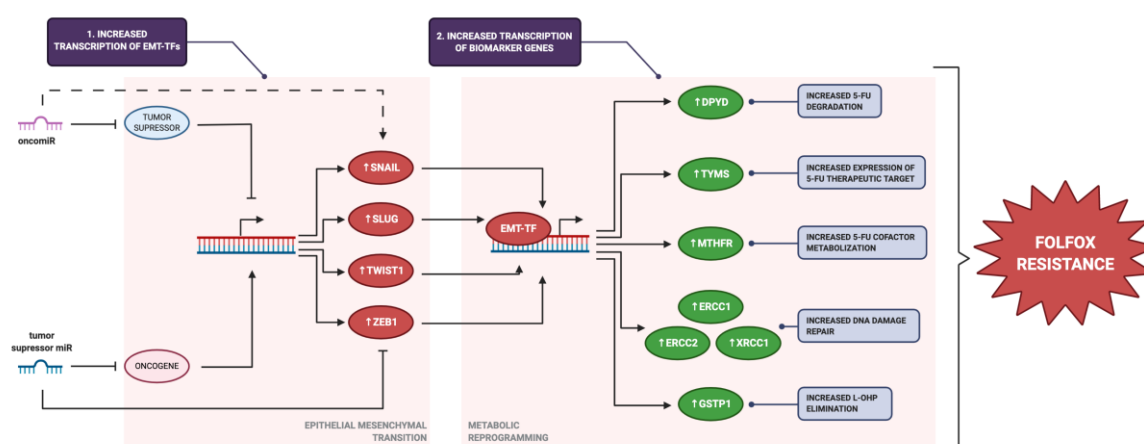 1. INCREASED
TRANSCRIPTION OF EMT-TFs
2. INCREASED TRANSCRIPTION
OF BIOMARKER GENES
oncomiR
TUMOR
SUPRESSOR
tumor
supressor miR
ONCOGENE
↑SNAIL
↑SLUG
↑TWIST1
↑ZEB1
EPITHELIAL MESENCHYMAL
TRANSITION
EMT-TF
METABOLIC
REPROGRAMMING
↑DPYD
INCREASED 5-FU
DEGRADATION
↑TYMS
INCREASED EXPRESSION OF
5-FU THERAPEUTIC TARGET
↑MTHFR
INCREASED 5-FU COFACTOR
METABOLIZATION
↑ERCC1
↑ERCC2
↑XRCC1
INCREASED DNA DAMAGE
REPAIR
↑GSTP1
INCREASED L-OHP
ELIMINATION
FOLFOX
RESISTANCE